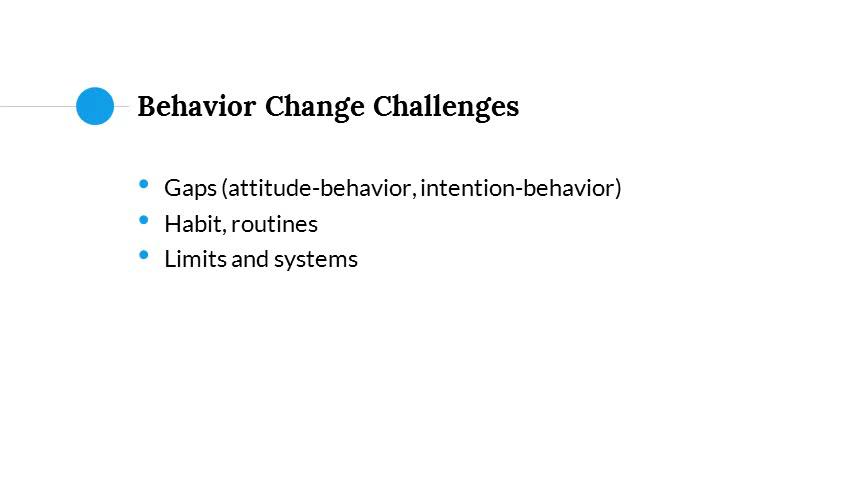 Behavior Change Challenges
• Gaps (attitude-behavior, intention-behavior)
• Habit, routines
• Limits and systems